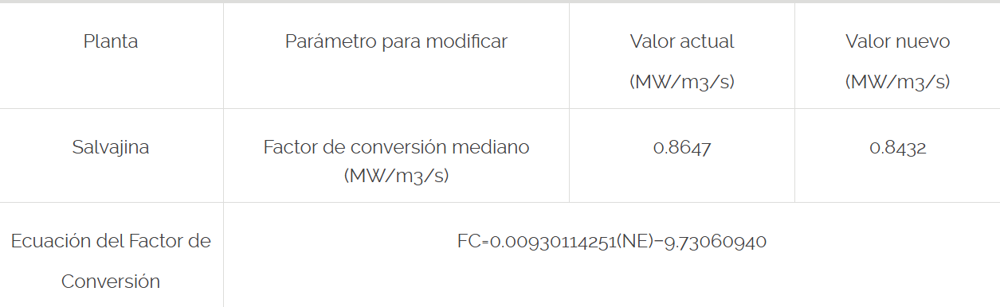 Planta
Parámetro para modificar
Valor actual
(MW/m3/s)
Valor nuevo
(MW/m3/s)
Salvajina
Factor de conversión mediano
(MW/m3/s)
0.8647
0.8432
Ecuación del Factor de
Conversión
FC=0.00930114251(NE)−9.73060940